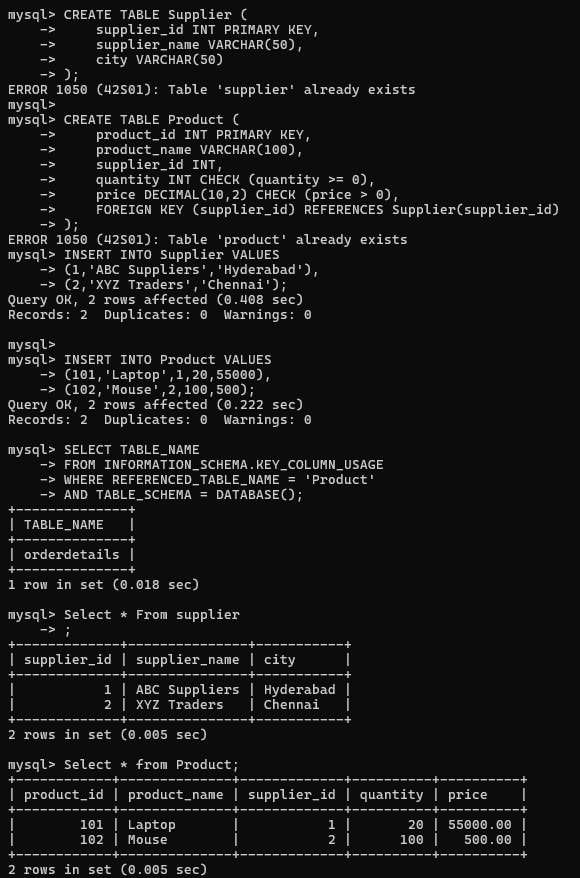 mysql> CREATE TABLE Supplier (
    ->     supplier_id INT PRIMARY KEY,
    ->     supplier_name VARCHAR(50),
    ->     city VARCHAR(50)
    -> );
ERROR 1050 (42S01): Table 'supplier' already exists
mysql>
mysql> CREATE TABLE Product (
    ->     product_id INT PRIMARY KEY,
    ->     product_name VARCHAR(100),
    ->     supplier_id INT,
    ->     quantity INT CHECK (quantity >= 0),
    ->     price DECIMAL(10,2) CHECK (price > 0),
    ->     FOREIGN KEY (supplier_id) REFERENCES Supplier(supplier_id)
    -> );
ERROR 1050 (42S01): Table 'product' already exists
mysql> INSERT INTO Supplier VALUES
    -> (1,'ABC Suppliers','Hyderabad'),
    -> (2,'XYZ Traders','Chennai');
Query OK, 2 rows affected (0.408 sec)
Records: 2  Duplicates: 0  Warnings: 0

mysql>
mysql> INSERT INTO Product VALUES
    -> (101,'Laptop',1,20,55000),
    -> (102,'Mouse',2,100,500);
Query OK, 2 rows affected (0.222 sec)
Records: 2  Duplicates: 0  Warnings: 0

mysql> SELECT TABLE_NAME
    -> FROM INFORMATION_SCHEMA.KEY_COLUMN_USAGE
    -> WHERE REFERENCED_TABLE_NAME = 'Product'
    -> AND TABLE_SCHEMA = DATABASE();
+--------------+
| TABLE_NAME   |
+--------------+
| orderdetails |
+--------------+
1 row in set (0.018 sec)

mysql> Select * From supplier
    -> ;
+-------------+---------------+-----------+
| supplier_id | supplier_name | city      |
+-------------+---------------+-----------+
|           1 | ABC Suppliers | Hyderabad |
|           2 | XYZ Traders   | Chennai   |
+-------------+---------------+-----------+
2 rows in set (0.005 sec)

mysql> Select * from Product;
+------------+--------------+-------------+----------+----------+
| product_id | product_name | supplier_id | quantity | price    |
+------------+--------------+-------------+----------+----------+
|        101 | Laptop       |           1 |       20 | 55000.00 |
|        102 | Mouse        |           2 |      100 |   500.00 |
+------------+--------------+-------------+----------+----------+
2 rows in set (0.005 sec)